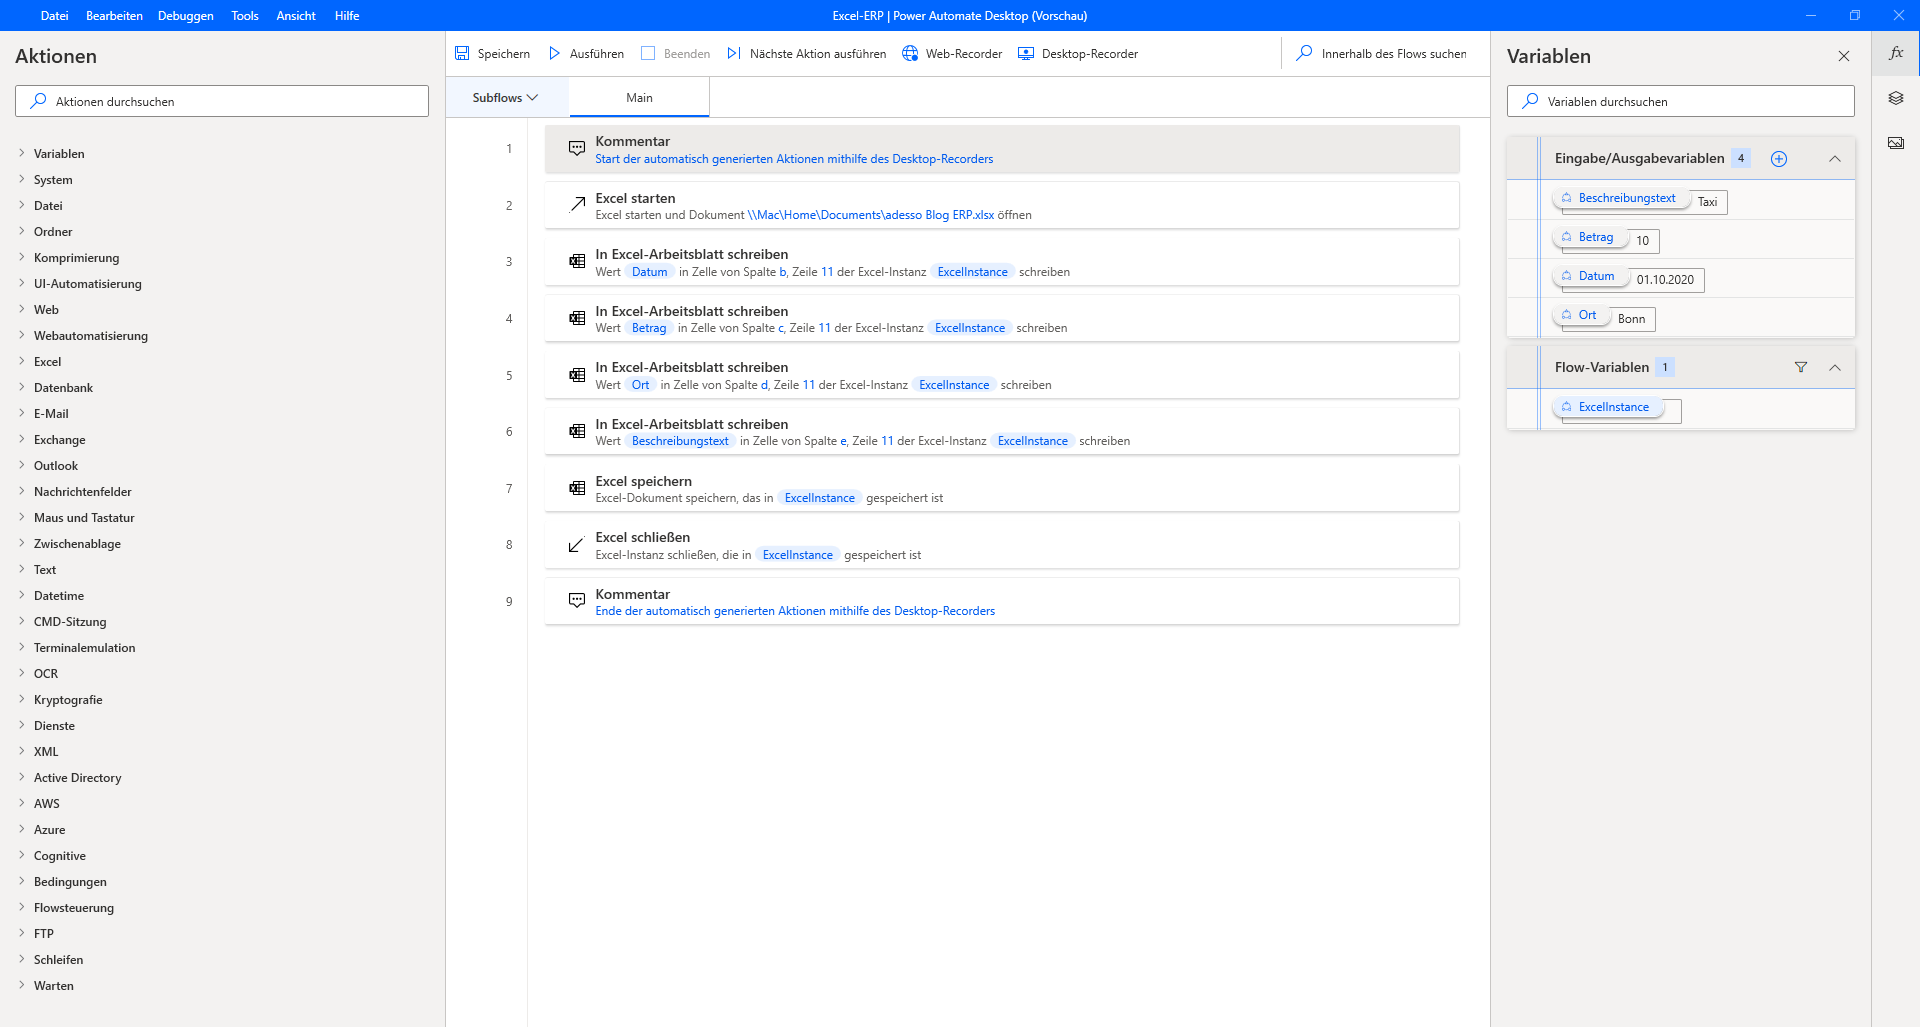 Datei Bearbeiten Debuggen Tools Ansicht Hilfe
Excel-ERP | Power Automate Desktop (Vorschau)
Aktionen
Aktionen durchsuchen
Variablen
System
Datei
Ordner
Komprimierung
UI-Automatisierung
Web
Webautomatisierung
Excel
Datenbank
E-Mail
Exchange
Outlook
Nachrichtenfelder
Maus und Tastatur
Zwischenablage
Text
Datetime
CMD-Sitzung
Terminalemulation
OCR
Kryptografie
Dienste
XML
Active Directory
AWS
Azure
Cognitive
Bedingungen
Flowsteuerung
FTP
Schleifen
Warten
Speichern Ausführen Beenden Nächste Aktion ausführen Web-Recorder Desktop-Recorder Innerhalb des Flows suchen
Subflows Main
1 Kommentar
Start der automatisch generierten Aktionen mithilfe des Desktop-Recorders
2 Excel starten
Excel starten und Dokument \\Mac\Home\Documents\adesso Blog ERP.xlsx öffnen
3 In Excel-Arbeitsblatt schreiben
Wert Datum in Zelle von Spalte b, Zeile 11 der Excel-Instanz ExcelInstance schreiben
4 In Excel-Arbeitsblatt schreiben
Wert Betrag in Zelle von Spalte c, Zeile 11 der Excel-Instanz ExcelInstance schreiben
5 In Excel-Arbeitsblatt schreiben
Wert Ort in Zelle von Spalte d, Zeile 11 der Excel-Instanz ExcelInstance schreiben
6 In Excel-Arbeitsblatt schreiben
Wert Beschreibungstext in Zelle von Spalte e, Zeile 11 der Excel-Instanz ExcelInstance schreiben
7 Excel speichern
Excel-Dokument speichern, das in ExcelInstance gespeichert ist
8 Excel schließen
Excel-Instanz schließen, die in ExcelInstance gespeichert ist
9 Kommentar
Ende der automatisch generierten Aktionen mithilfe des Desktop-Recorders
Variablen
Variablen durchsuchen
Eingabe/Ausgabevariablen 4
Beschreibungstext Taxi
Betrag 10
Datum 01.10.2020
Ort Bonn
Flow-Variablen 1
ExcelInstance
fx